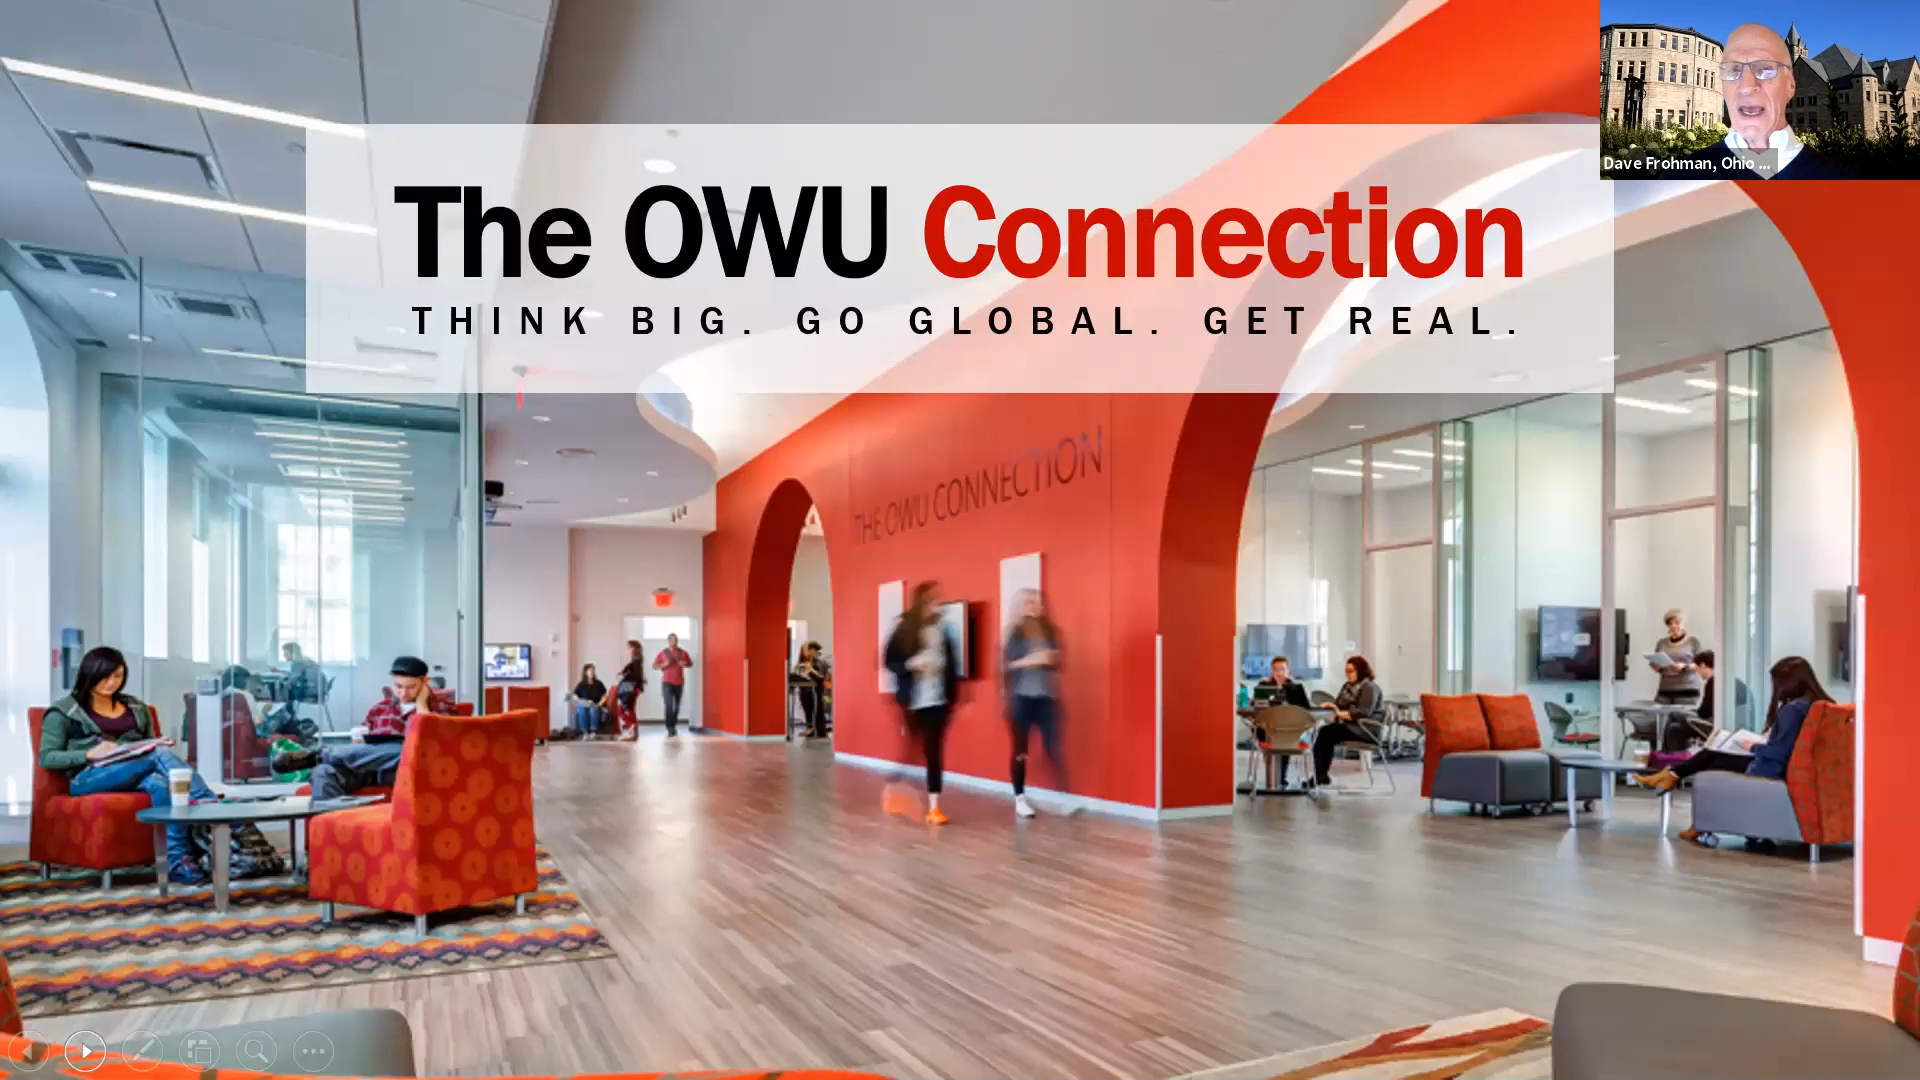 The OWU Connection
THINK BIG. GO GLOBAL. GET REAL.
Dave Frohman, Ohio ...
THE OWU CONNECTION